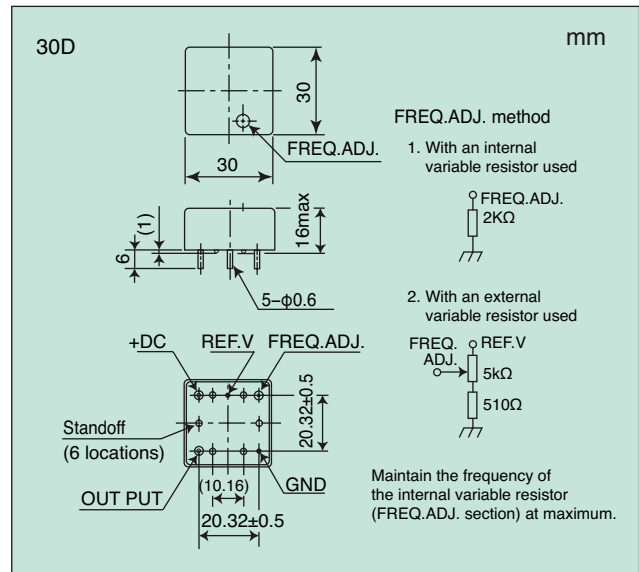 30D
mm
30
FREQ.ADJ.
30
(1)
6
16max
5–φ0.6
+DC
REF.V
FREQ.ADJ.
20.32±0.5
Standoff
(6 locations)
OUT PUT
(10.16)
GND
20.32±0.5
FREQ.ADJ. method
1. With an internal
variable resistor used
FREQ.ADJ.
2KΩ
2. With an external
variable resistor used
FREQ.
ADJ.
REF.V
5kΩ
510Ω
Maintain the frequency of
the internal variable resistor
(FREQ.ADJ. section) at maximum.